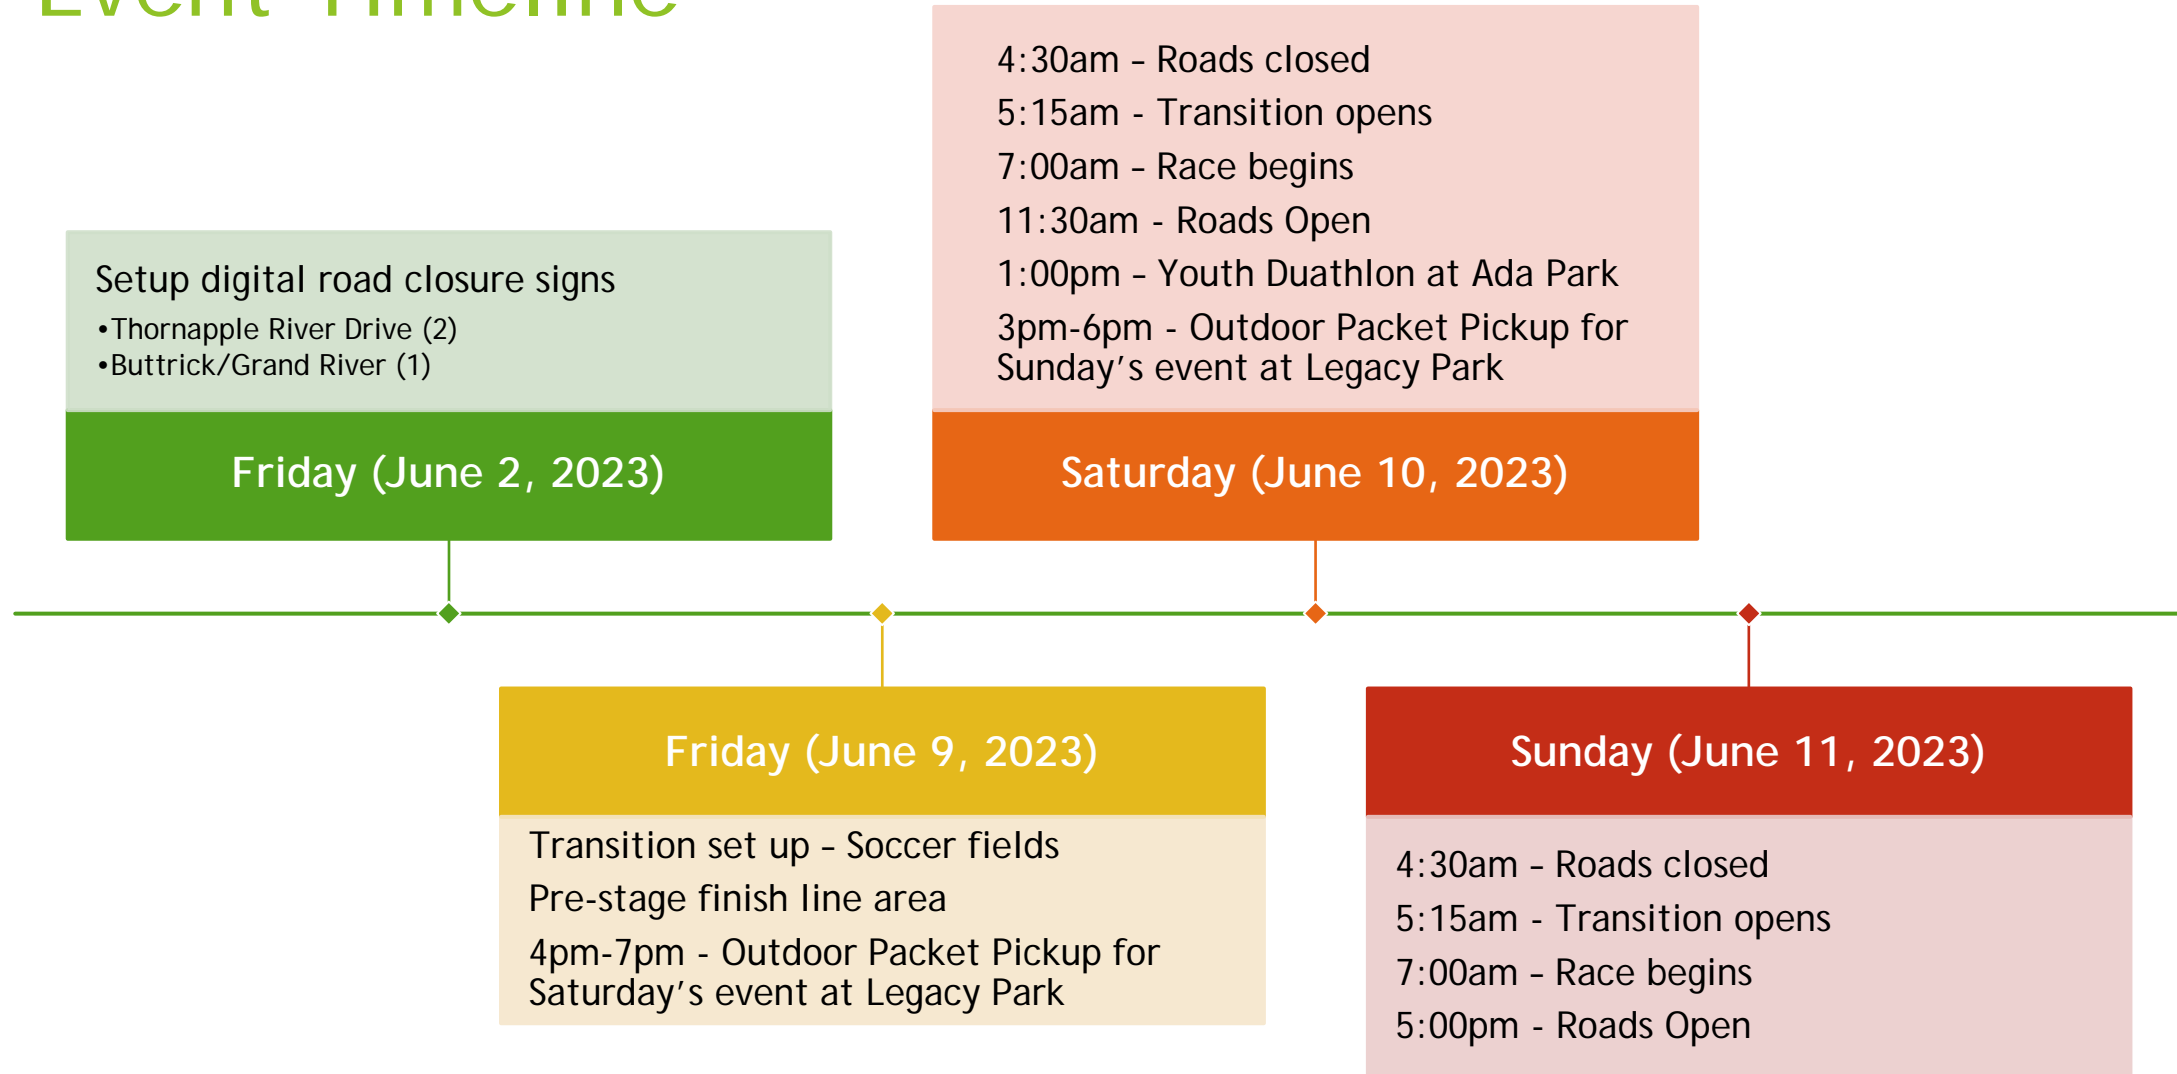 Event Timeline
Setup digital road closure signs
•Thornapple River Drive (2)
•Buttrick/Grand River (1)
Friday (June 2, 2023)
4:30am – Roads closed
5:15am - Transition opens
7:00am – Race begins
11:30am - Roads Open
1:00pm – Youth Duathlon at Ada Park
3pm-6pm - Outdoor Packet Pickup for
Sunday’s event at Legacy Park
Saturday (June 10, 2023)
Friday (June 9, 2023)
Transition set up – Soccer fields
Pre-stage finish line area
4pm-7pm - Outdoor Packet Pickup for
Saturday’s event at Legacy Park
Sunday (June 11, 2023)
4:30am – Roads closed
5:15am - Transition opens
7:00am – Race begins
5:00pm - Roads Open